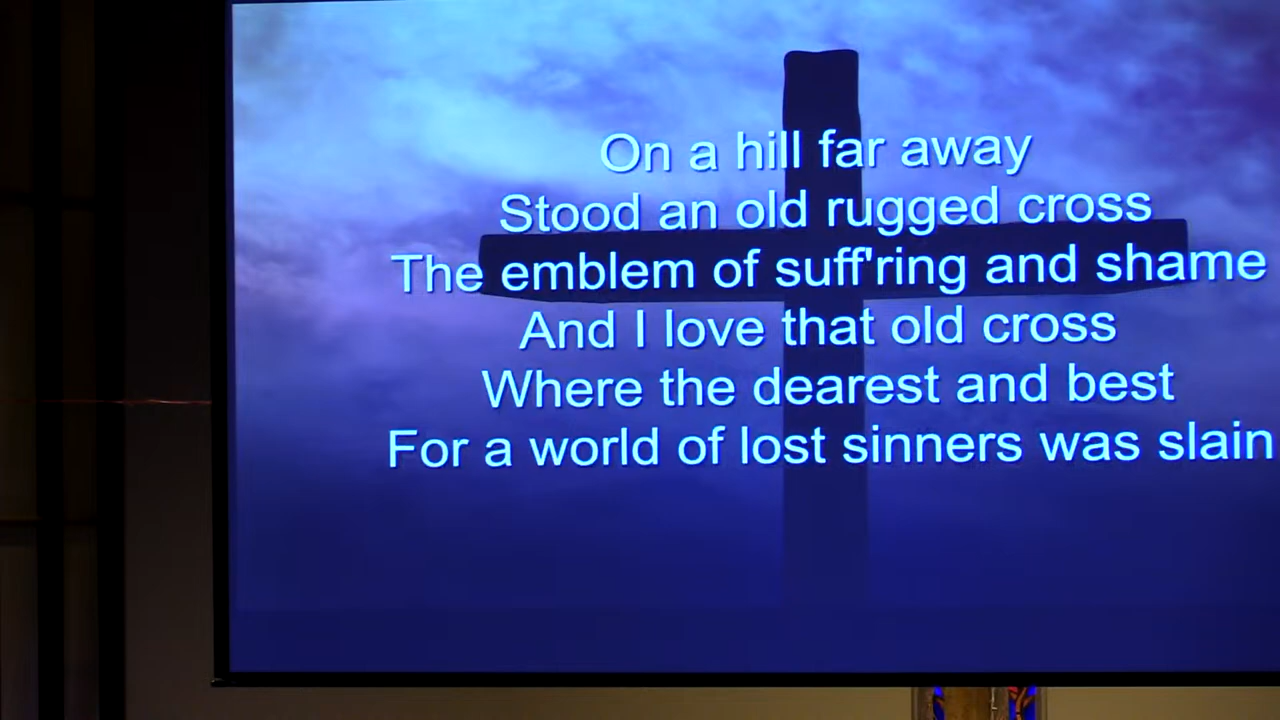 On a hill far away
Stood an old rugged cross
The emblem of suff'ring and shame
And I love that old cross
Where the dearest and best
For a world of lost sinners was slain